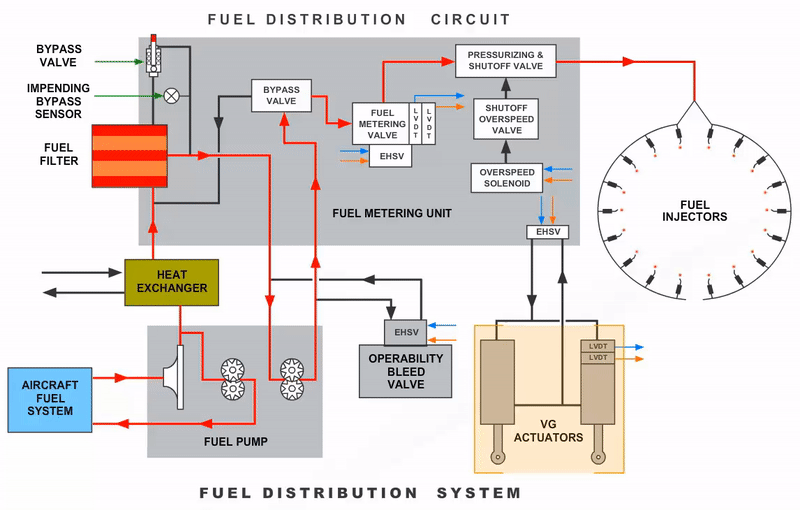 FUEL DISTRIBUTION CIRCUIT
BYPASS
VALVE
IMPENDING
BYPASS
SENSOR
FUEL
FILTER
BYPASS
VALVE
FUEL
METERING
VALVE
LVDT
LVDT
EHSV
PRESSURIZING &
SHUTOFF VALVE
SHUTOFF
OVERSPEED
VALVE
OVERSPEED
SOLENOID
EHSV
FUEL METERING UNIT
FUEL
INJECTORS
HEAT
EXCHANGER
AIRCRAFT
FUEL
SYSTEM
FUEL PUMP
EHSV
OPERABILITY
BLEED
VALVE
LVDT
LVDT
VG
ACTUATORS
FUEL DISTRIBUTION SYSTEM